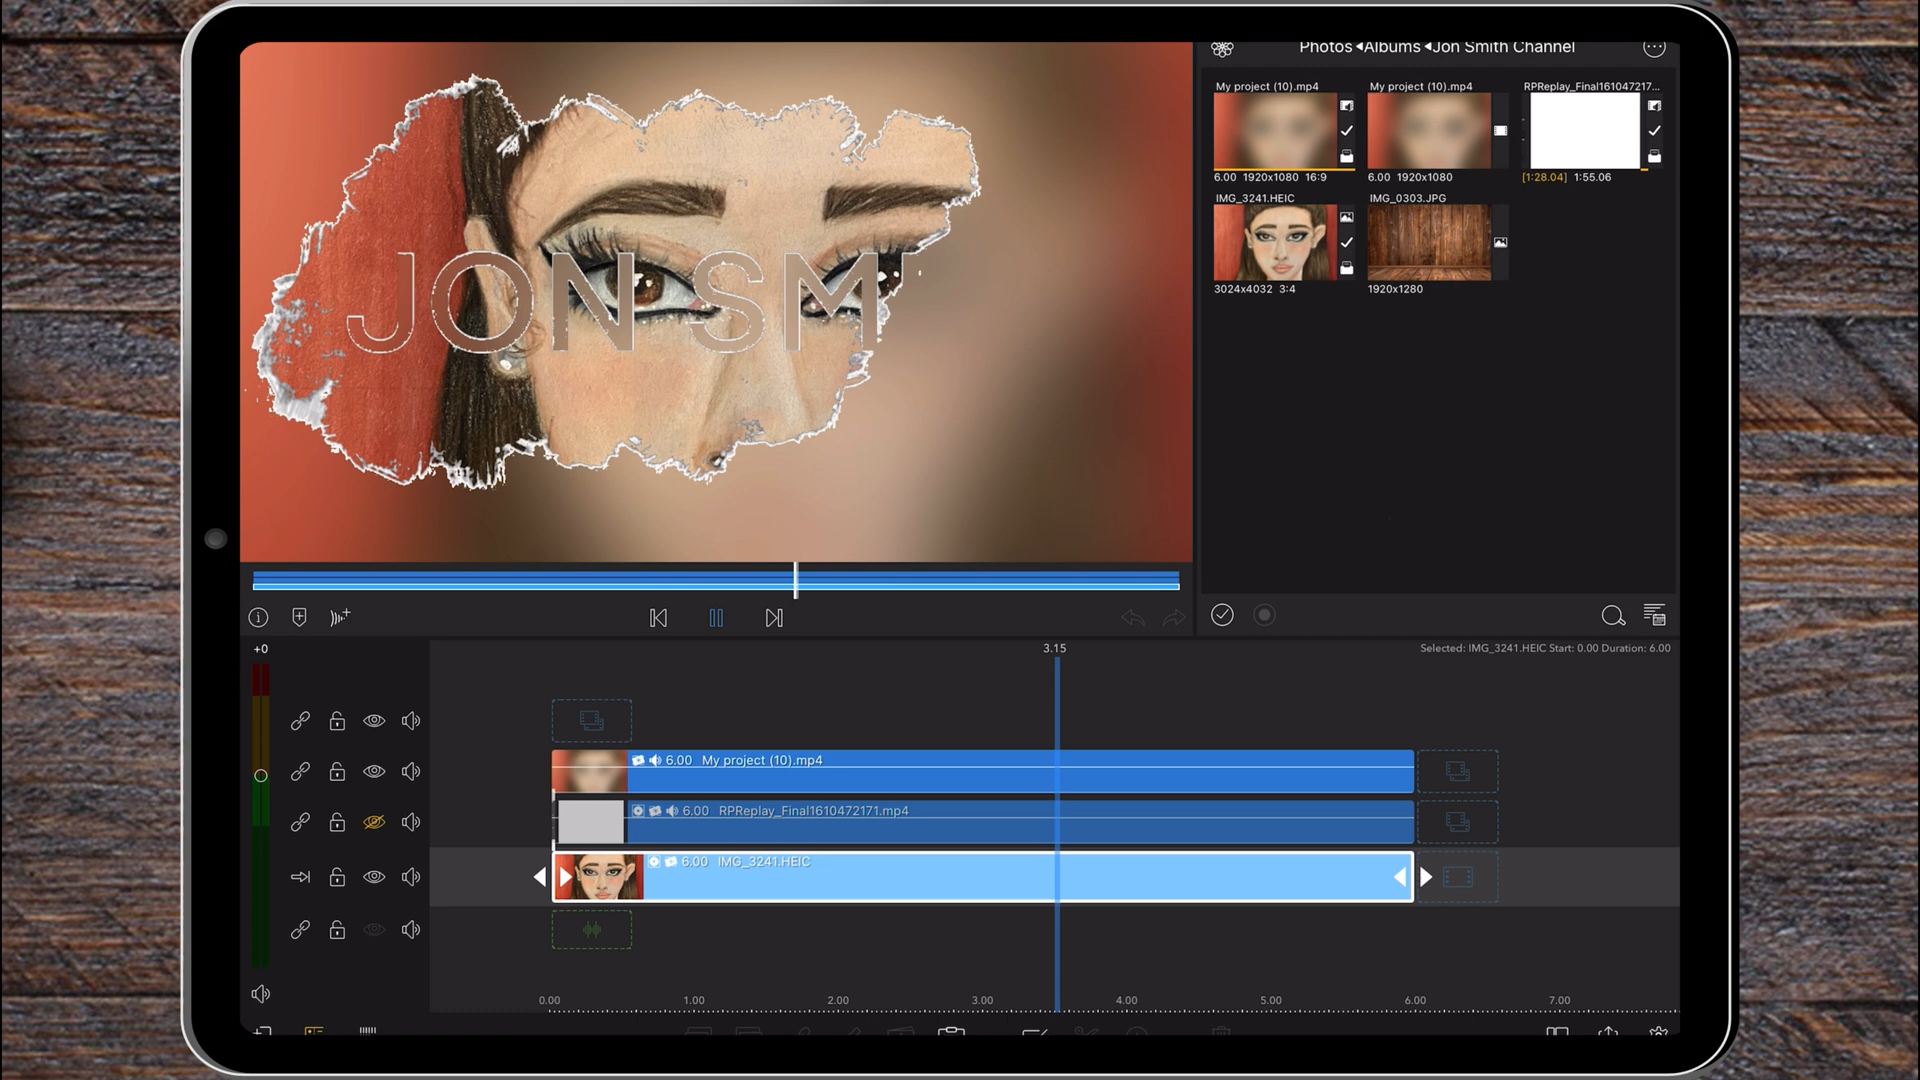 Photos ◂Albums ◂Jon Smith Channel
My project (10).mp4
My project (10).mp4
RPReplay_Final161047217...
6.00 1920x1080 16:9
6.00 1920x1080
[1:28.04] 1:55.06
IMG_3241.HEIC
IMG_0303.JPG
3024x4032 3:4
1920x1280
JON SM
+0
3.15
Selected: IMG_3241.HEIC Start: 0.00 Duration: 6.00
6.00 My project (10).mp4
6.00 RPReplay_Final1610472171.mp4
6.00 IMG_3241.HEIC
0.00 1.00 2.00 3.00 4.00 5.00 6.00 7.00